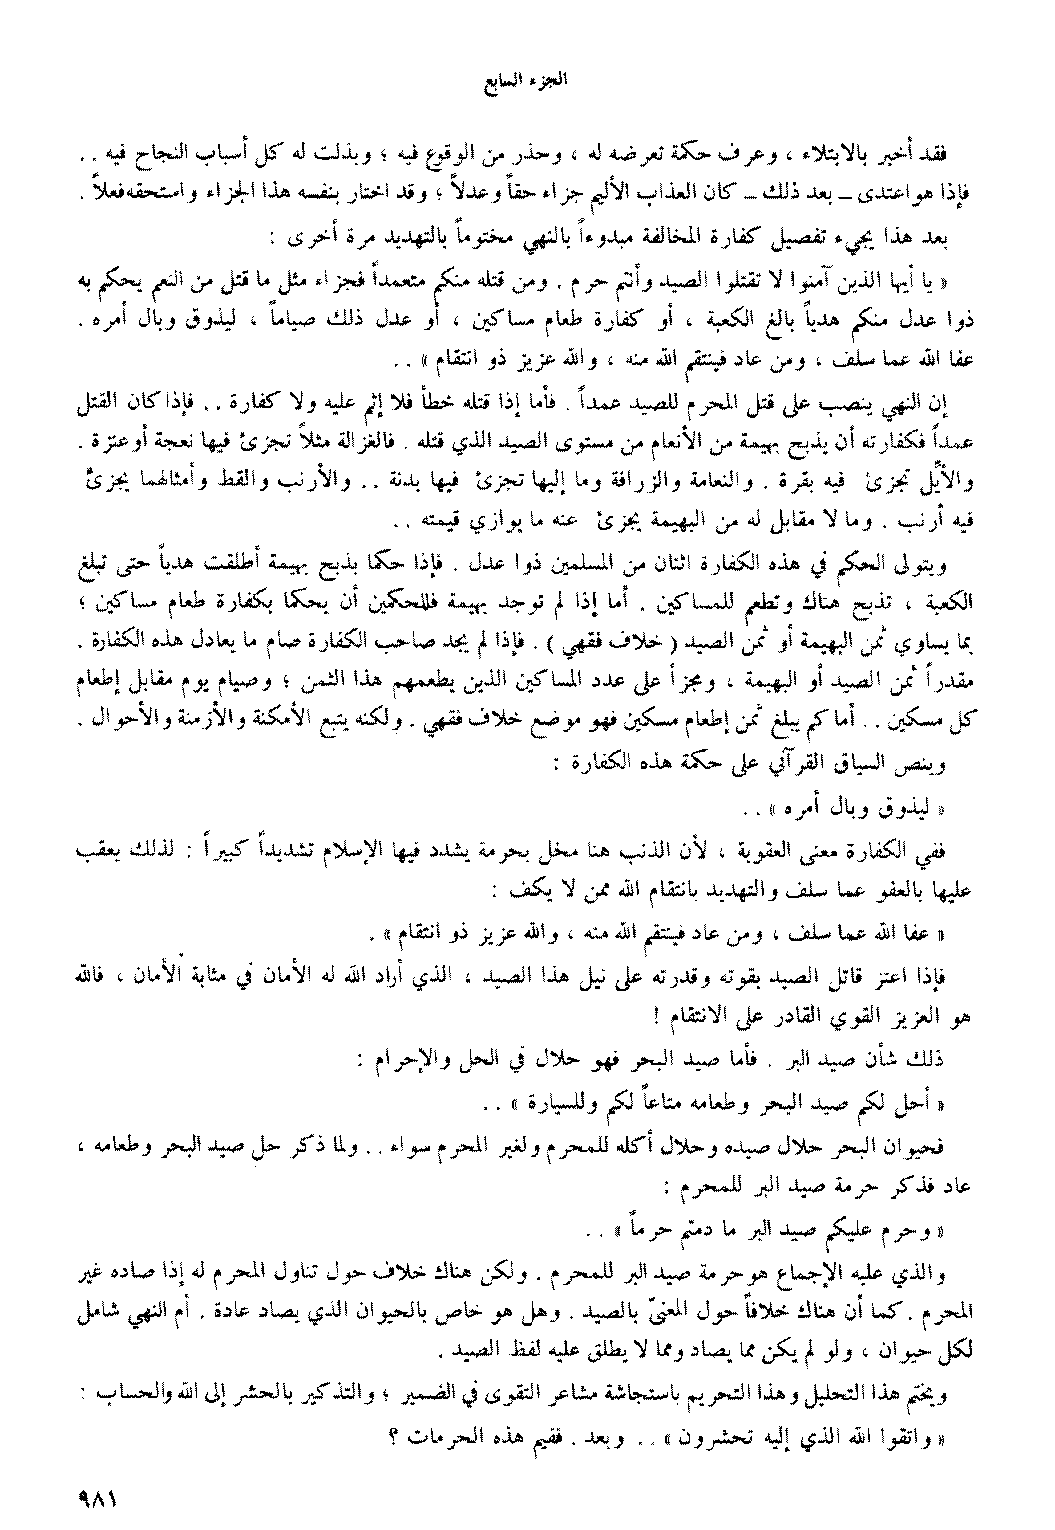 الجزء السابع
فقد أخبر بالابتلاء ، وعرف حكمة تعرضه له ، وحذر من الوقوع فيه ؛ وبذلت له كل أسباب النجاح فيه . .
فإذا هو اعتدى – بعد ذلك – كان العذاب الأليم جزاء حقاً وعدلاً ؛ وقد اختار بنفسه هذا الجزاء واستحقه فعلاً .
بعد هذا يجيء تفصيل كفارة المخالفة مبدوءاً بالنهي مختوماً بالتهديد مرة أخرى :
« يا أيها الذين آمنوا لا تقتلوا الصيد وأنتم حرم . ومن قتله منكم متعمداً فجزاء مثل ما قتل من النعم يحكم به
ذوا عدل منكم هدياً بالغ الكعبة ، أو كفارة طعام مساكين ، أو عدل ذلك صياماً ، ليذوق وبال أمره .
عفا الله عما سلف ، ومن عاد فينتقم الله منه ، والله عزيز ذو انتقام » . .
إن النهي ينصب على قتل المحرم للصيد عمداً . فأما إذا قتله خطأ فلا إثم عليه ولا كفارة . . فإذا كان القتل
عمداً فكفارته أن يذبح بهيمة من الأنعام من مستوى الصيد الذي قتله . فالغزالة مثلاً تجزئ فيها نعجة أو عنزة .
والأيّل تجزئ فيه بقرة . والنعامة والزرافة وما إليها تجزئ فيها بدنة . . والأرنب والقط وأمثالهما يجزئ
فيه أرنب . وما لا مقابل له من البهيمة يجزئ عنه ما يوازي قيمته . .
ويتولى الحكم في هذه الكفارة اثنان من المسلمين ذوا عدل . فإذا حكما بذبح بهيمة أطلقت هدياً حتى تبلغ
الكعبة ، تذبح هناك وتطعم للمساكين . أما إذا لم توجد بهيمة فللحكمين أن يحكما بكفارة طعام مساكين ؛
بما يساوي ثمن البهيمة أو ثمن الصيد ( خلاف فقهي ) . فإذا لم يجد صاحب الكفارة صام ما يعادل هذه الكفارة .
مقدراً ثمن الصيد أو البهيمة ، ومجزأ على عدد المساكين الذين يطعمهم هذا الثمن ؛ وصيام يوم مقابل إطعام
كل مسكين . . أما كم يبلغ ثمن إطعام مسكين فهو موضع خلاف فقهي . ولكنه يتبع الأمكنة والأزمنة والأحوال .
وينص السياق القرآني على حكمة هذه الكفارة :
« ليذوق وبال أمره » . .
ففي الكفارة معنى العقوبة ، لأن الذنب هنا مخل بحرمة يشدد فيها الإسلام تشديداً كبيراً : لذلك يعقب
عليها بالعفو عما سلف والتهديد بانتقام الله ممن لا يكف :
« عفا الله عما سلف ، ومن عاد فينتقم الله منه ، والله عزيز ذو انتقام » .
فإذا اعتز قاتل الصيد بقوته وقدرته على نيل هذا الصيد ، الذي أراد الله له الأمان في مثابة الأمان ، فالله
هو العزيز القوي القادر على الانتقام !
ذلك شأن صيد البر . فأما صيد البحر فهو حلال في الحل والإحرام :
« أحل لكم صيد البحر وطعامه متاعاً لكم وللسيارة » . .
فحيوان البحر حلال صيده وحلال أكله للمحرم ولغير المحرم سواء . . ولما ذكر حل صيد البحر وطعامه ،
عاد فذكر حرمة صيد البر للمحرم :
« وحرم عليكم صيد البر ما دمتم حرماً » . .
والذي عليه الإجماع هو حرمة صيد البر للمحرم . ولكن هناك خلاف حول تناول المحرم له إذا صاده غير
المحرم . كما أن هناك خلافاً حول المعنيّ بالصيد . وهل هو خاص بالحيوان الذي يصاد عادة . أم النهي شامل
لكل حيوان ، ولو لم يكن مما يصاد ومما لا يطلق عليه لفظ الصيد .
ويختم هذا التحليل وهذا التحريم باستجاشة مشاعر التقوى في الضمير ؛ والتذكير بالحشر إلى الله والحساب :
« واتقوا الله الذي إليه تحشرون » . . وبعد . ففيم هذه الحرمات ؟
٩٨١